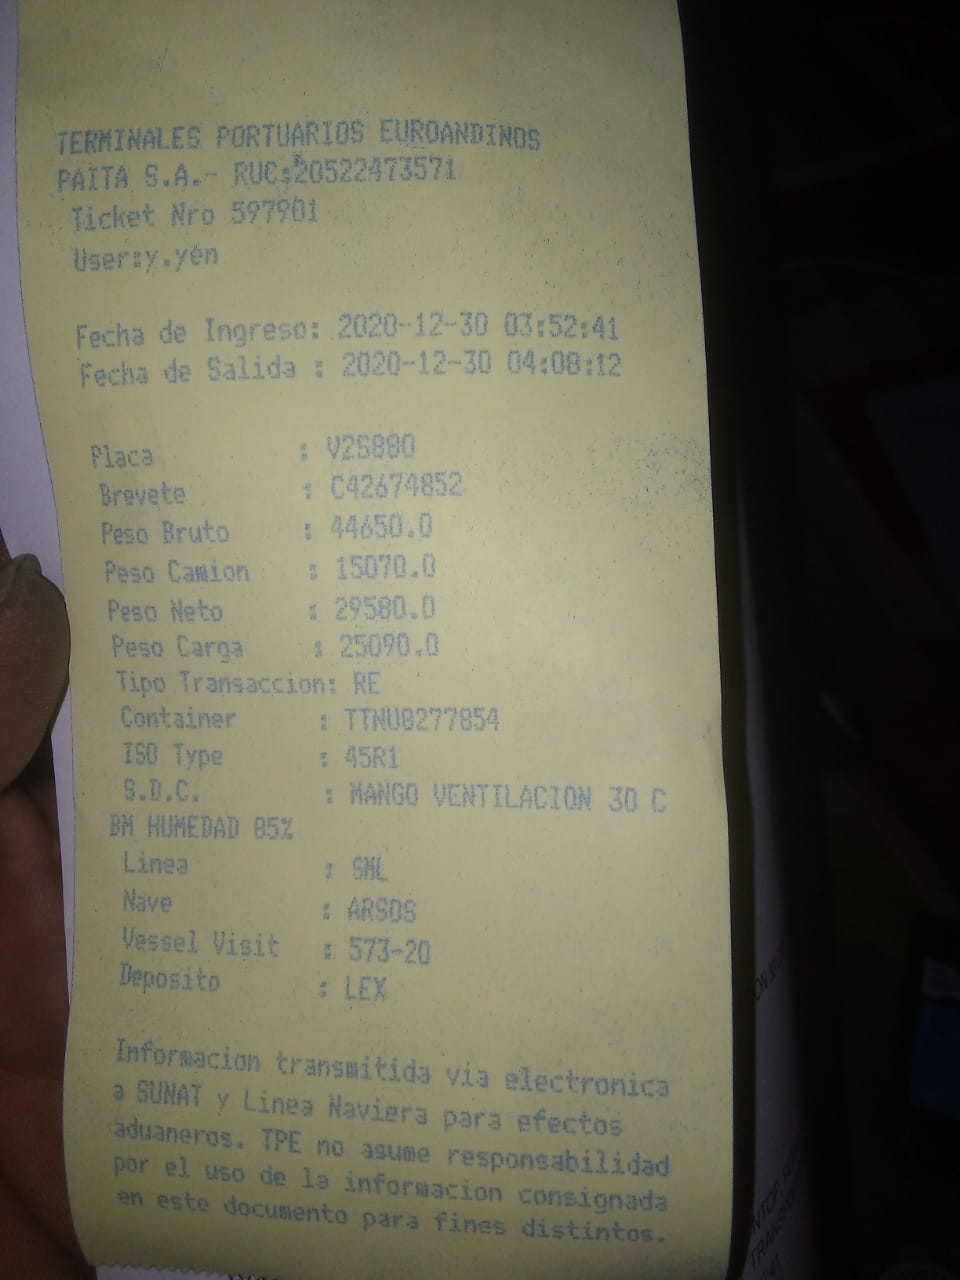 TERMINALES PORTUARIOS EUROANDINOS
PAITA S.A.- RUC:20522473571
Ticket Nro 597901
User:y.yen
Fecha de Ingreso: 2020-12-30 03:52:41
Fecha de Salida : 2020-12-30 04:08:12
Placa : V2S880
Brevete : C42674852
Peso Bruto : 44650.0
Peso Camion : 15070.0
Peso Neto : 29580.0
Peso Carga : 25090.0
Tipo Transaccion: RE
Container : TTNU8277854
ISO Type : 45R1
S.D.C. : MANGO VENTILACION 30 C
BM HUMEDAD 85%
Linea : SML
Nave : ARSOS
Vessel Visit : 573-20
Deposito : LEX
Informacion transmitida via electronica
a SUNAT y Linea Naviera para efectos
aduaneros. TPE no asume responsabilidad
por el uso de la informacion consignada
en este documento para fines distintos.